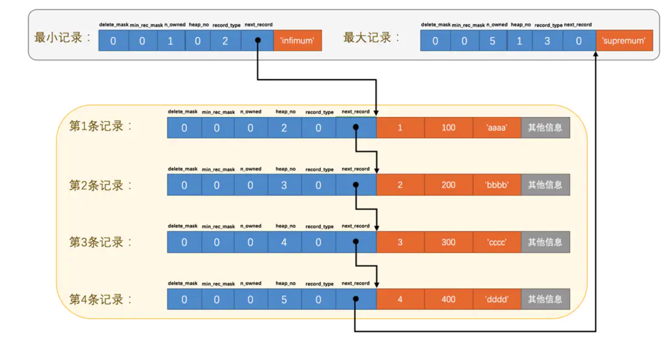 delete_mask min_rec_mask n_owned heap_no record_type next_record
最小记录： 0 0 1 0 2 'infimum'
delete_mask min_rec_mask n_owned heap_no record_type next_record
最大记录： 0 0 5 1 3 0 'supremum'
delete_mask min_rec_mask n_owned heap_no record_type next_record
第1条记录： 0 0 0 2 0 1 100 'aaaa' 其他信息
delete_mask min_rec_mask n_owned heap_no record_type next_record
第2条记录： 0 0 0 3 0 2 200 'bbbb' 其他信息
delete_mask min_rec_mask n_owned heap_no record_type next_record
第3条记录： 0 0 0 4 0 3 300 'cccc' 其他信息
delete_mask min_rec_mask n_owned heap_no record_type next_record
第4条记录： 0 0 0 5 0 4 400 'dddd' 其他信息